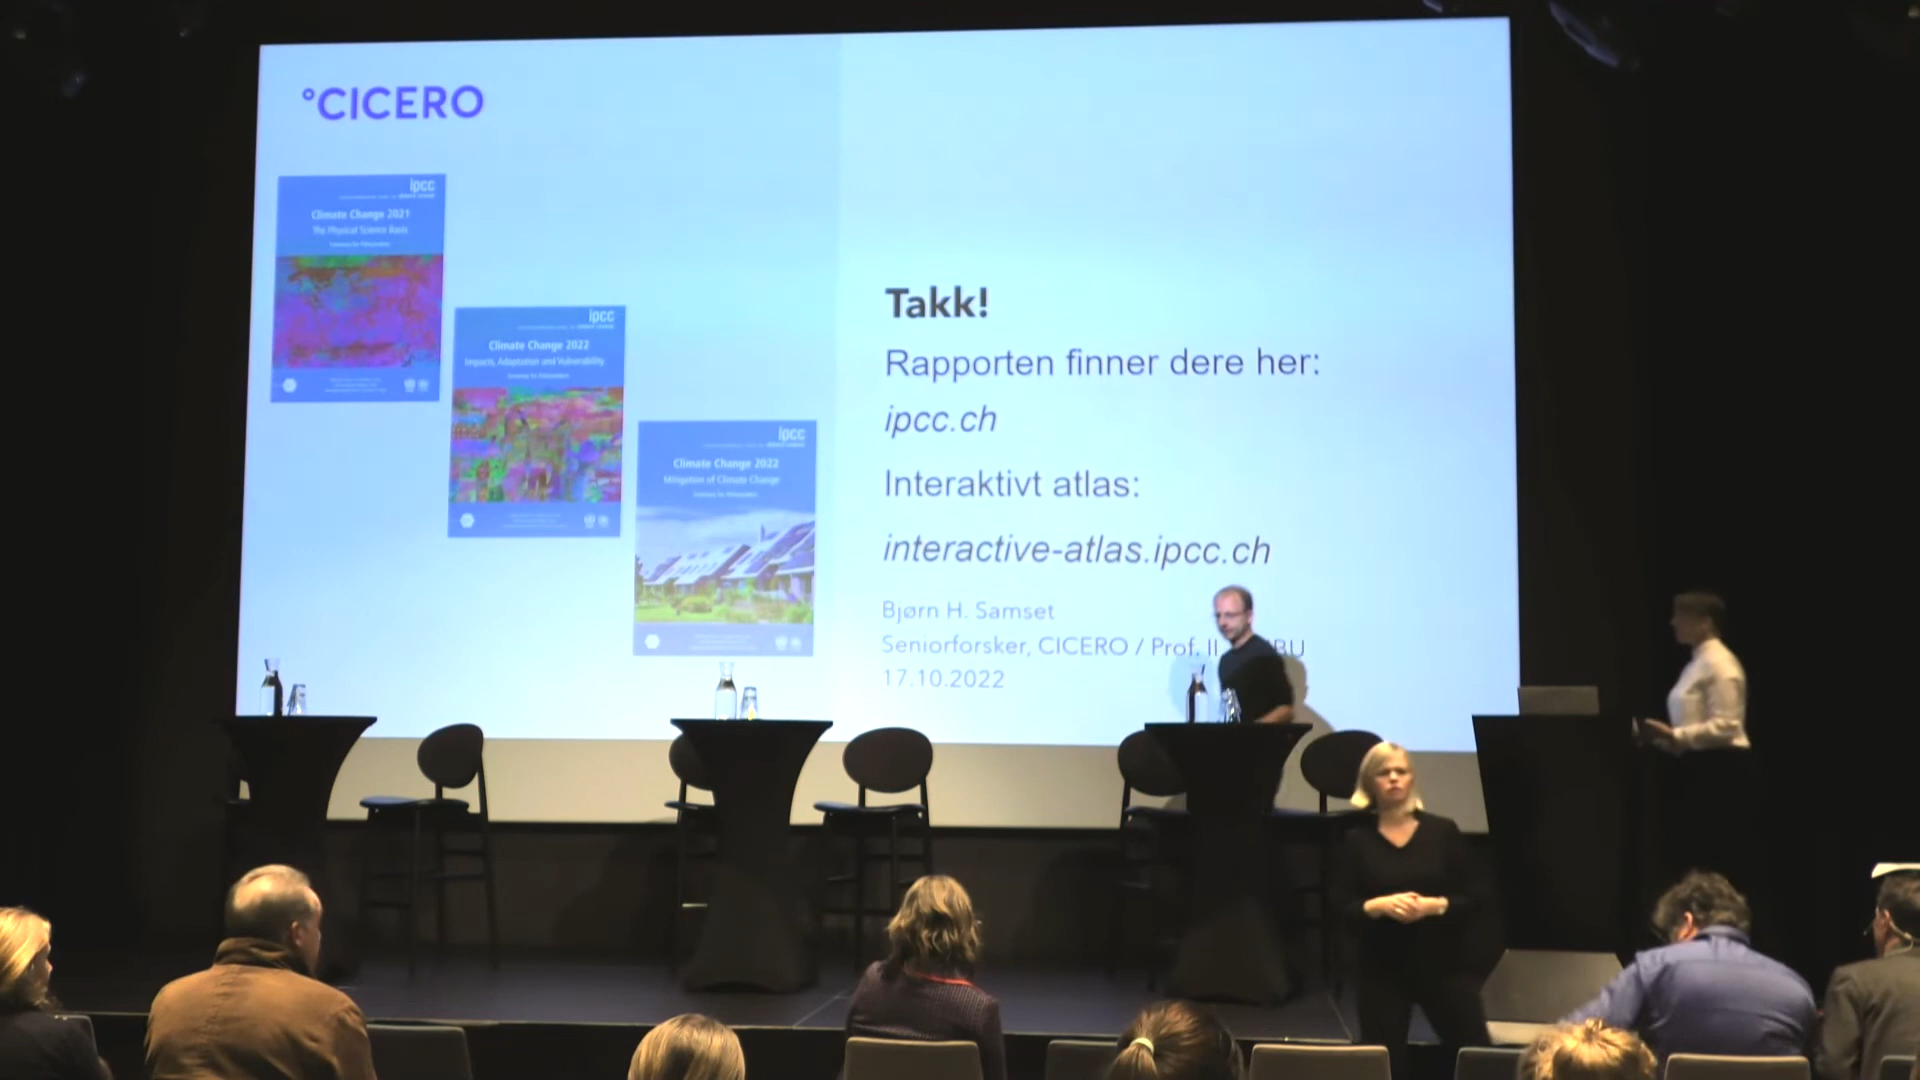 °CICERO
ipcc
Climate Change 2021
The Physical Science Basis
ipcc
Climate Change 2022
Impacts, Adaptation and Vulnerability
ipcc
Climate Change 2022
Mitigation of Climate Change
Takk!
Rapporten finner dere her:
ipcc.ch
Interaktivt atlas:
interactive-atlas.ipcc.ch
Bjørn H. Samset
Seniorforsker, CICERO / Prof. II
17.10.2022